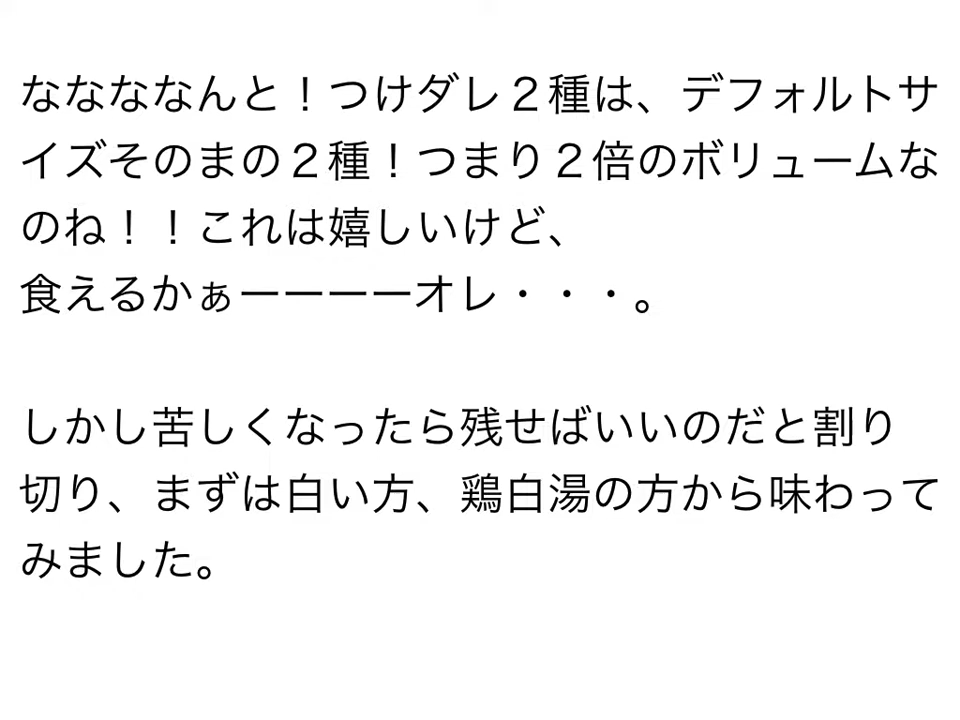 なななななんと！つけダレ２種は、デフォルトサ
イズそのまの２種！つまり２倍のボリュームな
のね！！これは嬉しいけど、
食えるかぁーーーーオレ・・・。
しかし苦しくなったら残せばいいのだと割り
切り、まずは白い方、鶏白湯の方から味わって
みました。